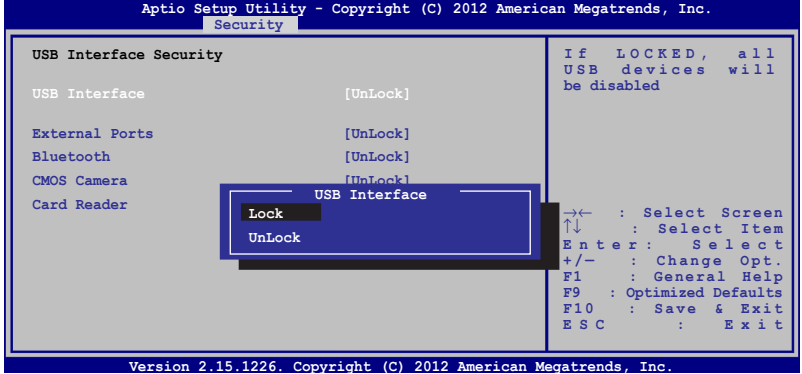 Aptio Setup Utility - Copyright (C) 2012 American Megatrends, Inc.
Security
USB Interface Security
USB Interface [UnLock]
External Ports [UnLock]
Bluetooth [UnLock]
CMOS Camera [UnLock]
Card Reader
USB Interface
Lock
UnLock
If LOCKED, all
USB devices will
be disabled
→← : Select Screen
↑↓ : Select Item
Enter: Select
+/— : Change Opt.
F1 : General Help
F9 : Optimized Defaults
F10 : Save & Exit
ESC : Exit
Version 2.15.1226. Copyright (C) 2012 American Megatrends, Inc.